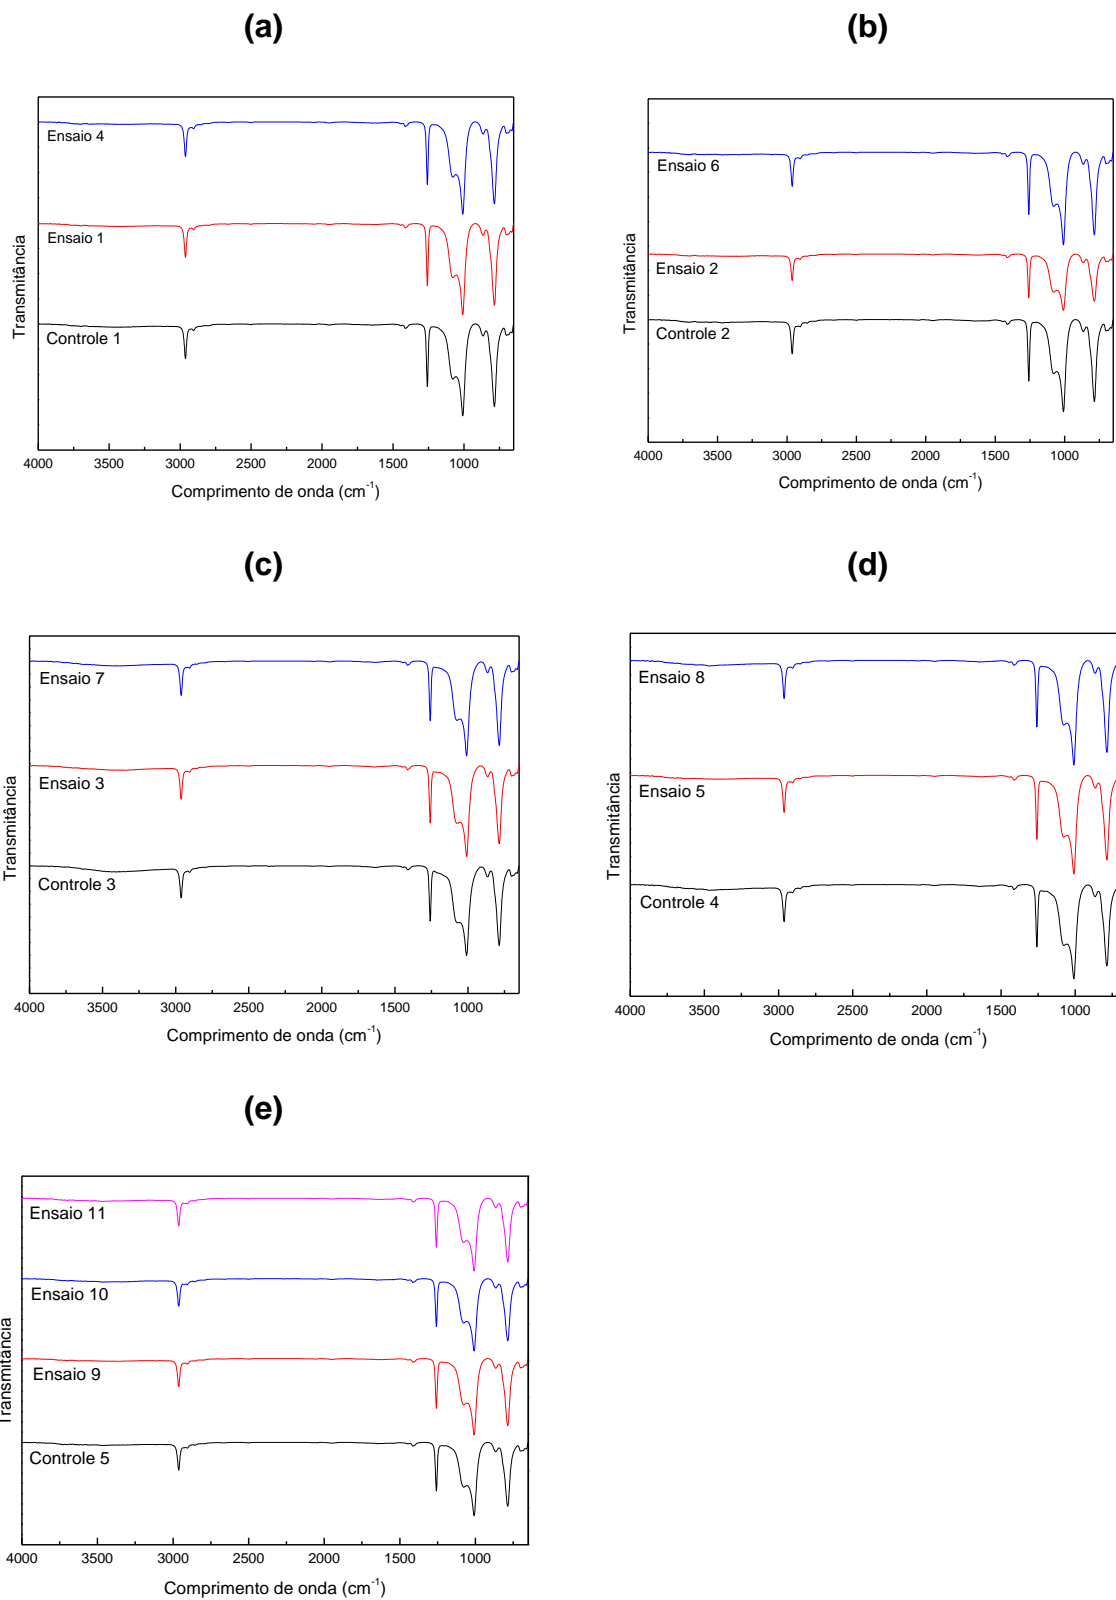 (a)
Ensaio 4
Ensaio 1
Controle 1
Transmitância
4000 3500 3000 2500 2000 1500 1000
Comprimento de onda (cm⁻¹)
(b)
Ensaio 6
Ensaio 2
Controle 2
Transmitância
4000 3500 3000 2500 2000 1500 1000
Comprimento de onda (cm⁻¹)
(c)
Ensaio 7
Ensaio 3
Controle 3
Transmitância
4000 3500 3000 2500 2000 1500 1000
Comprimento de onda (cm⁻¹)
(d)
Ensaio 8
Ensaio 5
Controle 4
Transmitância
4000 3500 3000 2500 2000 1500 1000
Comprimento de onda (cm⁻¹)
(e)
Ensaio 11
Ensaio 10
Ensaio 9
Controle 5
Transmitância
4000 3500 3000 2500 2000 1500 1000
Comprimento de onda (cm⁻¹)